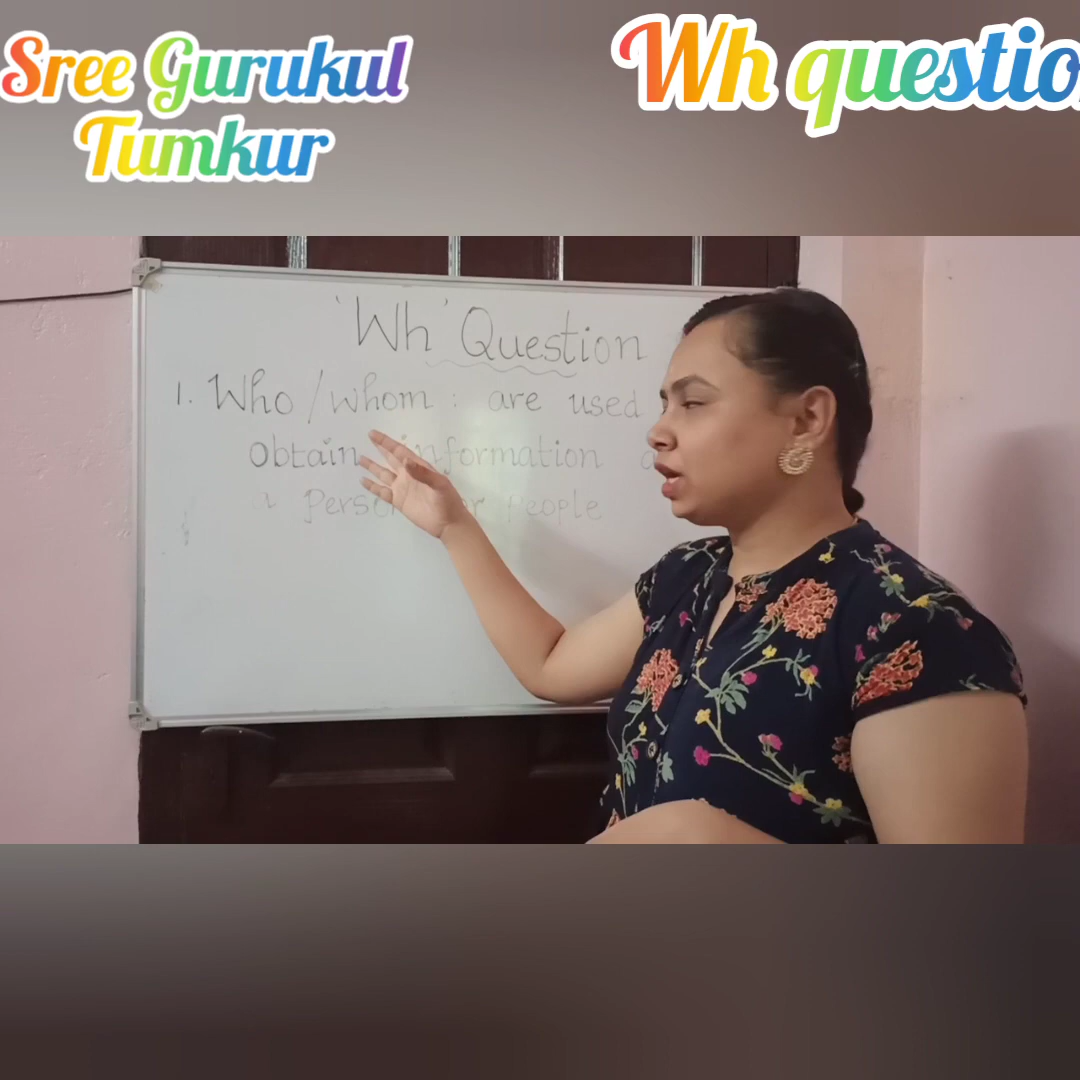 Sree Gurukul
Tumkur
Wh questio
'Wh' Question
1. Who / whom : are used
obtain information a
a person or people